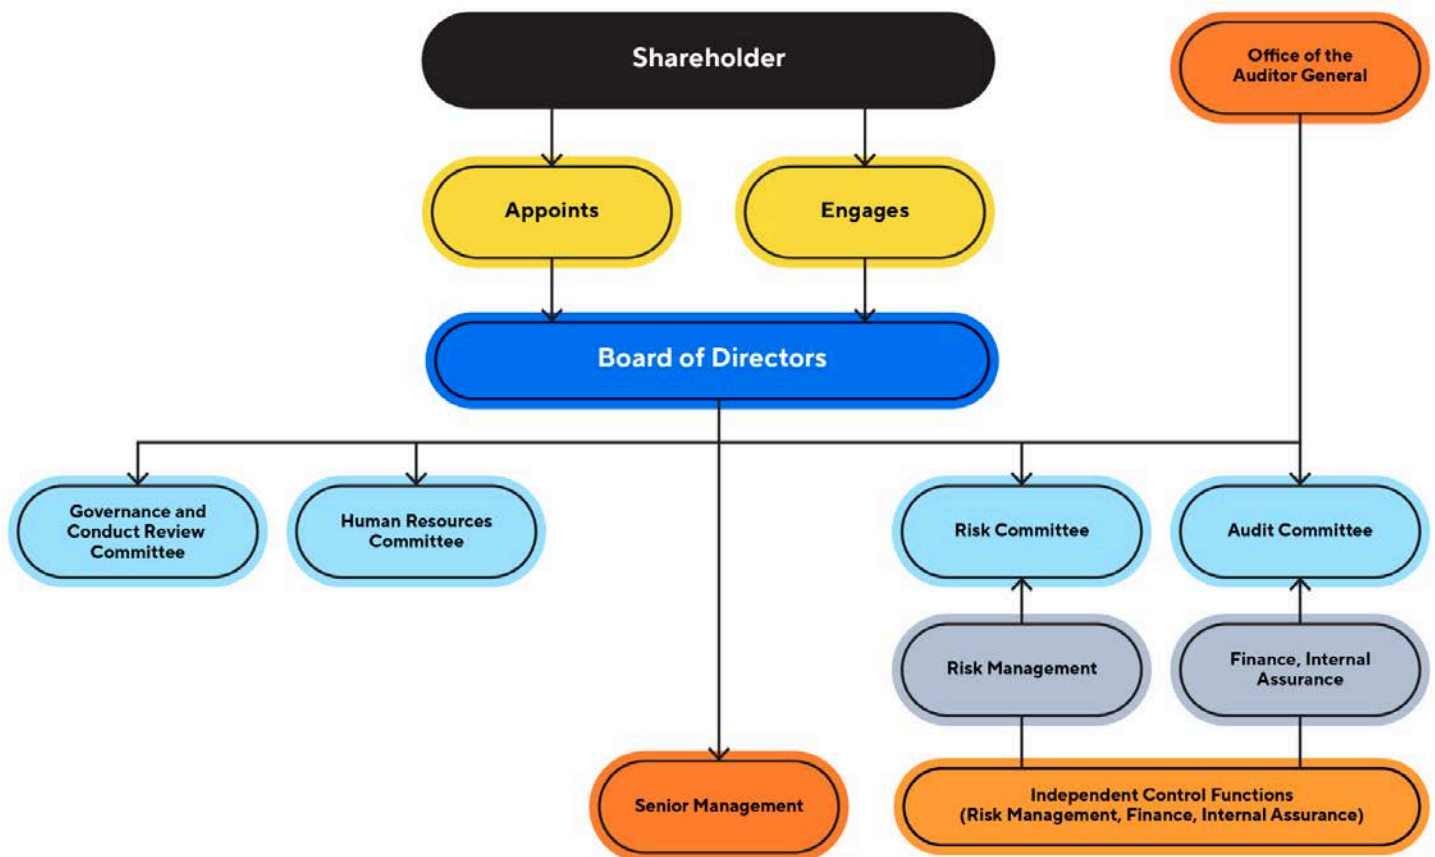 Shareholder
Office of the
Auditor General
Appoints
Engages
Board of Directors
Governance and
Conduct Review
Committee
Human Resources
Committee
Risk Committee
Audit Committee
Risk Management
Finance, Internal
Assurance
Senior Management
Independent Control Functions
(Risk Management, Finance, Internal Assurance)